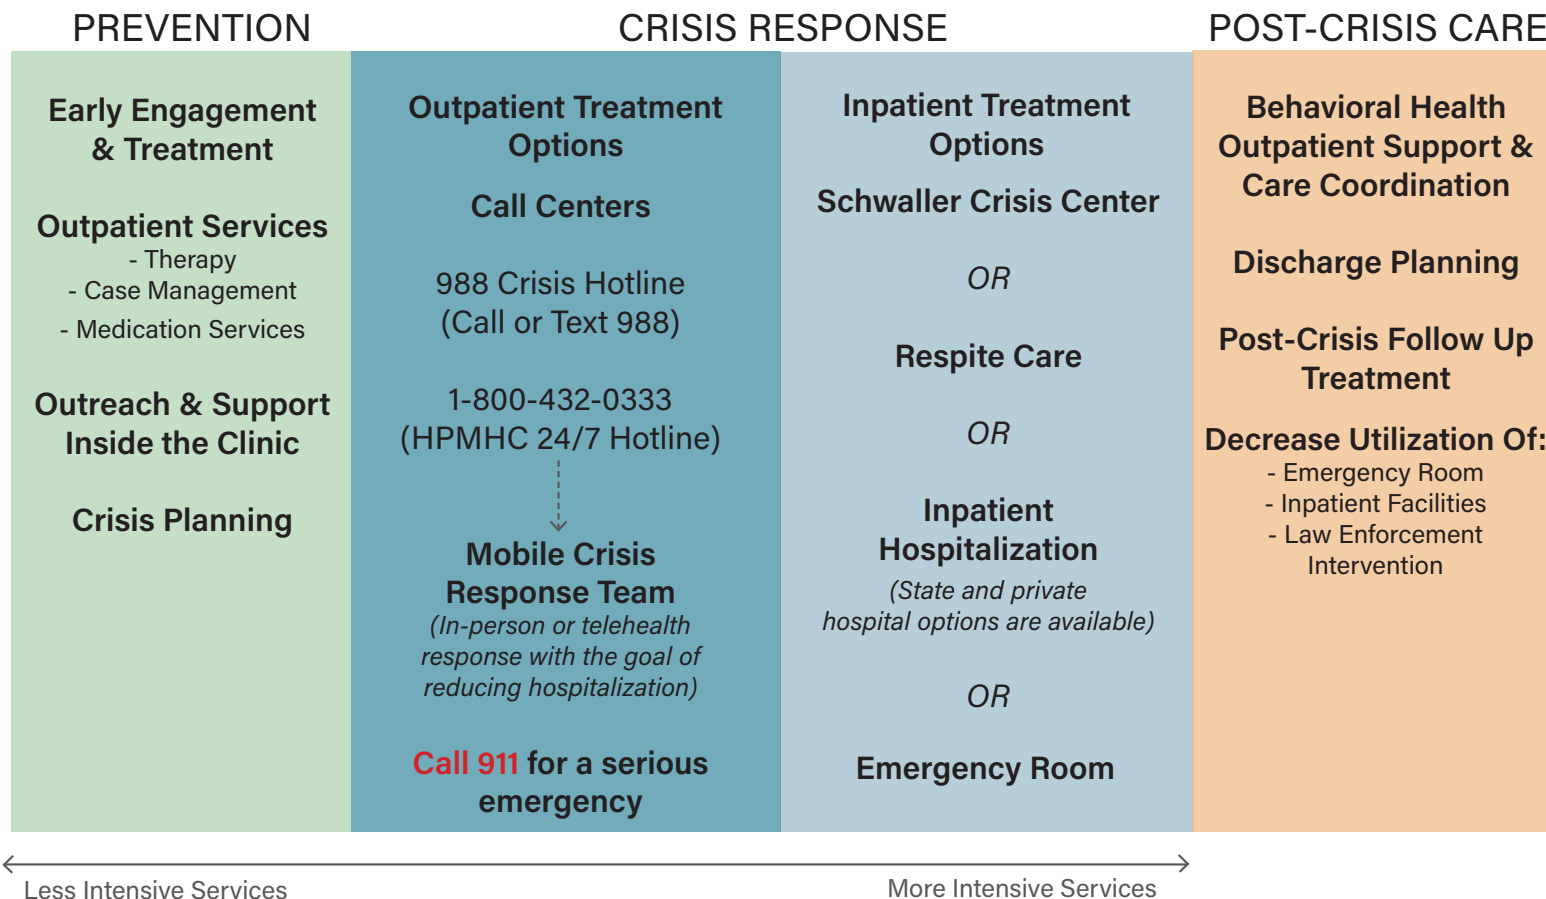 PREVENTION
CRISIS RESPONSE
POST-CRISIS CARE
Early Engagement
& Treatment
Outpatient Services
- Therapy
- Case Management
- Medication Services
Outreach & Support
Inside the Clinic
Crisis Planning
Outpatient Treatment
Options
Call Centers
988 Crisis Hotline
(Call or Text 988)
1-800-432-0333
(HPMHC 24/7 Hotline)
Mobile Crisis
Response Team
(In-person or telehealth
response with the goal of
reducing hospitalization)
Call 911 for a serious
emergency
Inpatient Treatment
Options
Schwaller Crisis Center
OR
Respite Care
OR
Inpatient
Hospitalization
(State and private
hospital options are available)
OR
Emergency Room
Behavioral Health
Outpatient Support &
Care Coordination
Discharge Planning
Post-Crisis Follow Up
Treatment
Decrease Utilization Of:
- Emergency Room
- Inpatient Facilities
- Law Enforcement
Intervention
Less Intensive Services
More Intensive Services